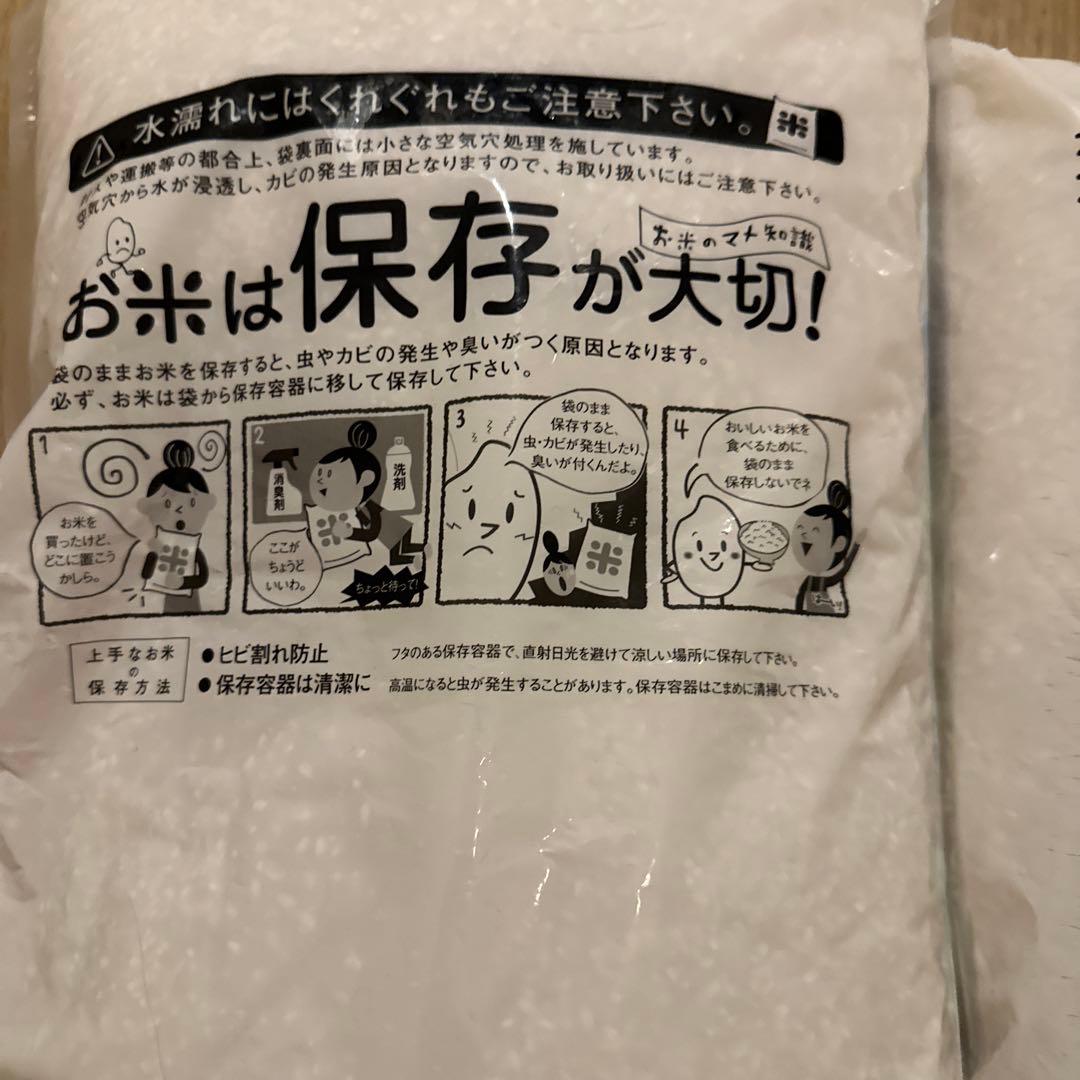 水濡れにはくれぐれもご注意下さい。
米
や運搬等の都合上、袋裏面には小さな空気穴処理を施しています。
空気穴から水が浸透し、カビの発生原因となりますので、お取り扱いにはご注意下さい。
お米のマメ知識
お米は保存が大切!
袋のままお米を保存すると、虫やカビの発生や臭いがつく原因となります。
必ず、お米は袋から保存容器に移して保存して下さい。
1
お米を
買ったけど、
どこに置こう
かしら。
米
2
消臭剤
洗剤
米
ここが
ちょうど
いいわ。
ちょっと待って!
3
袋のまま
保存すると、
虫・カビが発生したり、
臭いが付くんだよ。
米
4
おいしいお米を
食べるために、
袋のまま
保存しないでネ
はーい!
上手なお米
の
保存方法
●ヒビ割れ防止 フタのある保存容器で、直射日光を避けて涼しい場所に保存して下さい。
●保存容器は清潔に 高温になると虫が発生することがあります。保存容器はこまめに清掃して下さい。